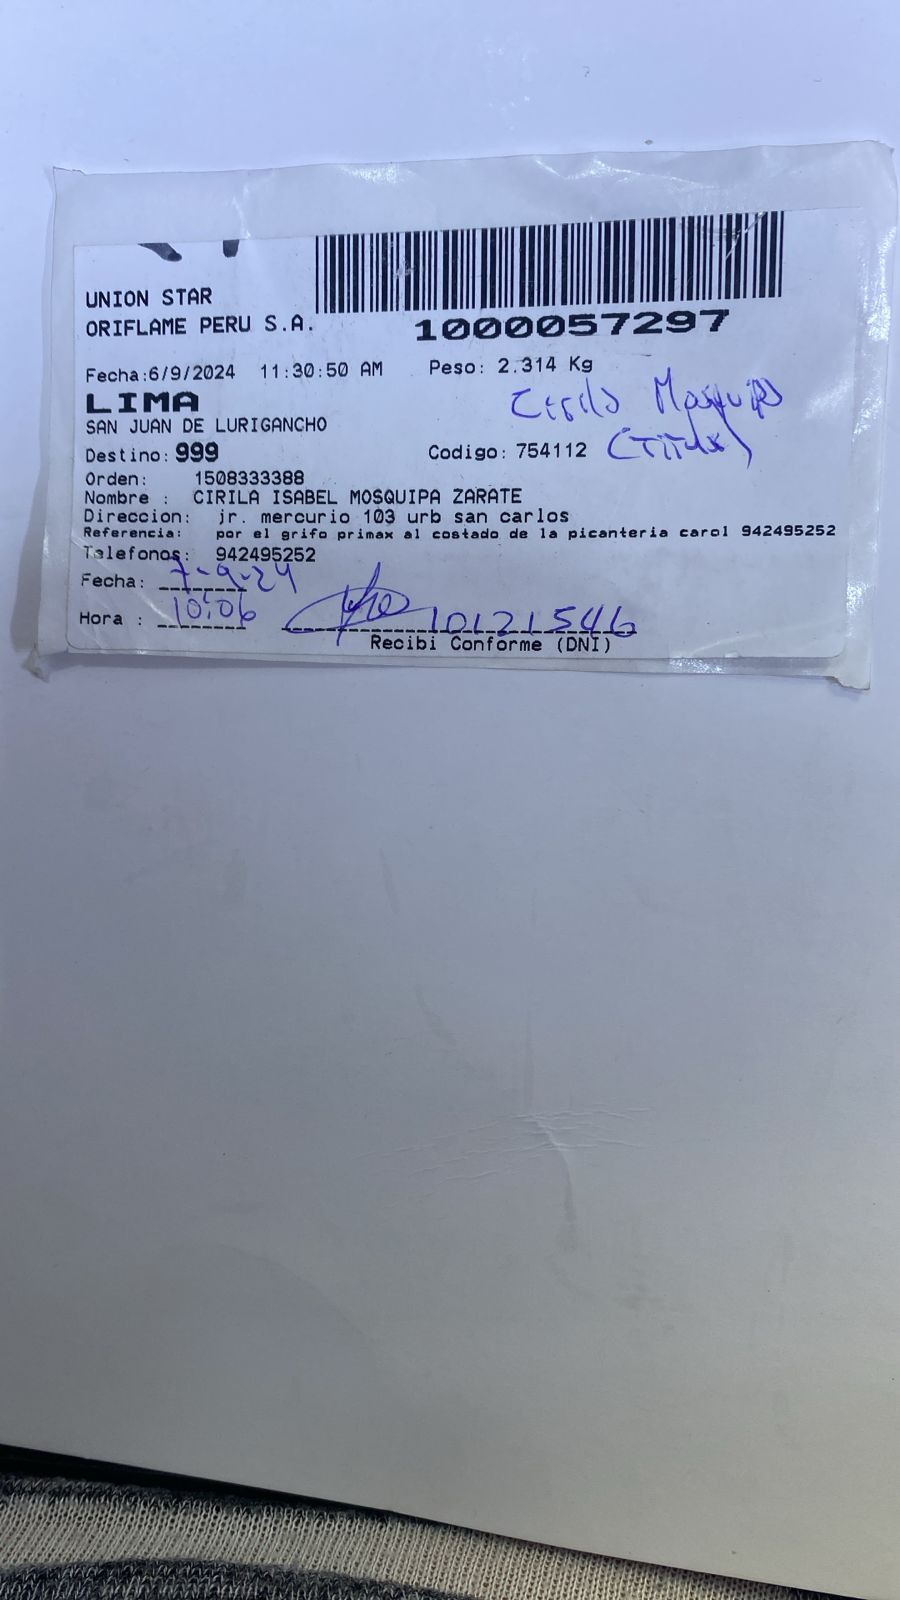 UNION STAR
ORIFLAME PERU S.A.
1000057297
Fecha:6/9/2024 11:30:50 AM Peso: 2.314 Kg
LIMA
Cirila Mosquipa
SAN JUAN DE LURIGANCHO
(Titular)
Destino: 999 Codigo: 754112
Orden: 1508333388
Nombre : CIRILA ISABEL MOSQUIPA ZARATE
Direccion: jr. mercurio 103 urb san carlos
Referencia: por el grifo primax al costado de la picanteria carol 942495252
Telefonos: 942495252
Fecha: 7-9-24
Hora : 10:06 10121546
Recibi Conforme (DNI)